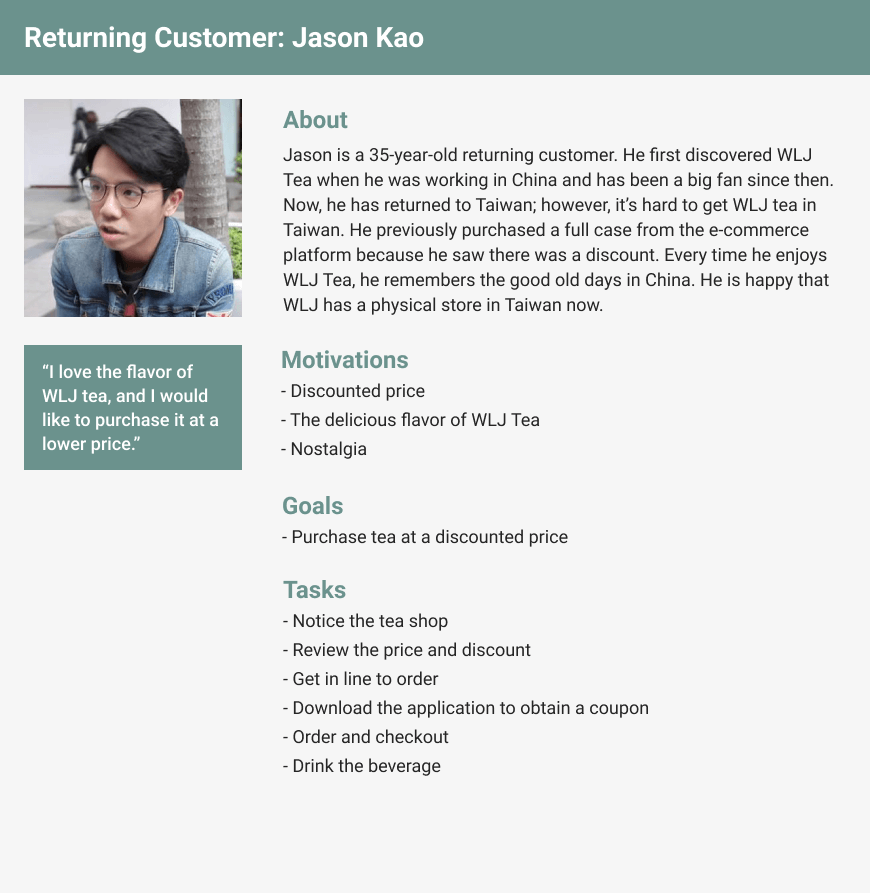 Returning Customer: Jason Kao
About
Jason is a 35-year-old returning customer. He first discovered WLJ
Tea when he was working in China and has been a big fan since then.
Now, he has returned to Taiwan; however, it’s hard to get WLJ tea in
Taiwan. He previously purchased a full case from the e-commerce
platform because he saw there was a discount. Every time he enjoys
WLJ Tea, he remembers the good old days in China. He is happy that
WLJ has a physical store in Taiwan now.
“I love the flavor of
WLJ tea, and I would
like to purchase it at a
lower price.”
Motivations
- Discounted price
- The delicious flavor of WLJ Tea
- Nostalgia
Goals
- Purchase tea at a discounted price
Tasks
- Notice the tea shop
- Review the price and discount
- Get in line to order
- Download the application to obtain a coupon
- Order and checkout
- Drink the beverage